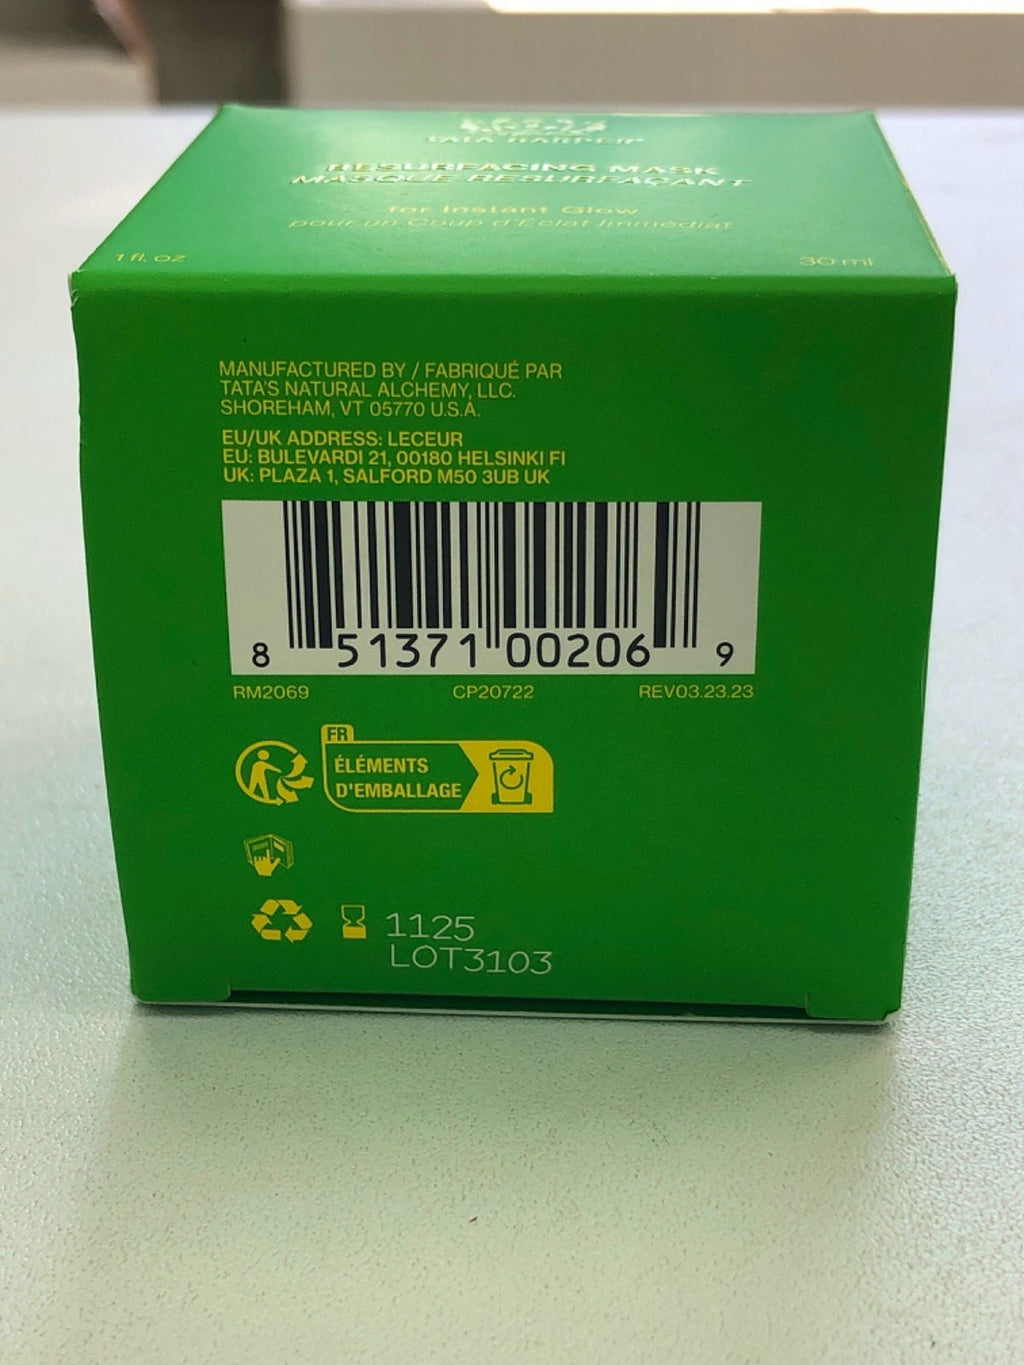 TATA HARPER®
RESURFACING MASK
MASQUE RESURFAÇANT
for Instant Glow
pour un Coup d'Éclat Immédiat
1 fl. oz 30 ml
MANUFACTURED BY / FABRIQUÉ PAR
TATA'S NATURAL ALCHEMY, LLC.
SHOREHAM, VT 05770 U.S.A.
EU/UK ADDRESS: LECEUR
EU: BULEVARDI 21, 00180 HELSINKI FI
UK: PLAZA 1, SALFORD M50 3UB UK
8 51371 00206 9
RM2069 CP20722 REV03.23.23
FR
ÉLÉMENTS
D'EMBALLAGE
1125
LOT3103